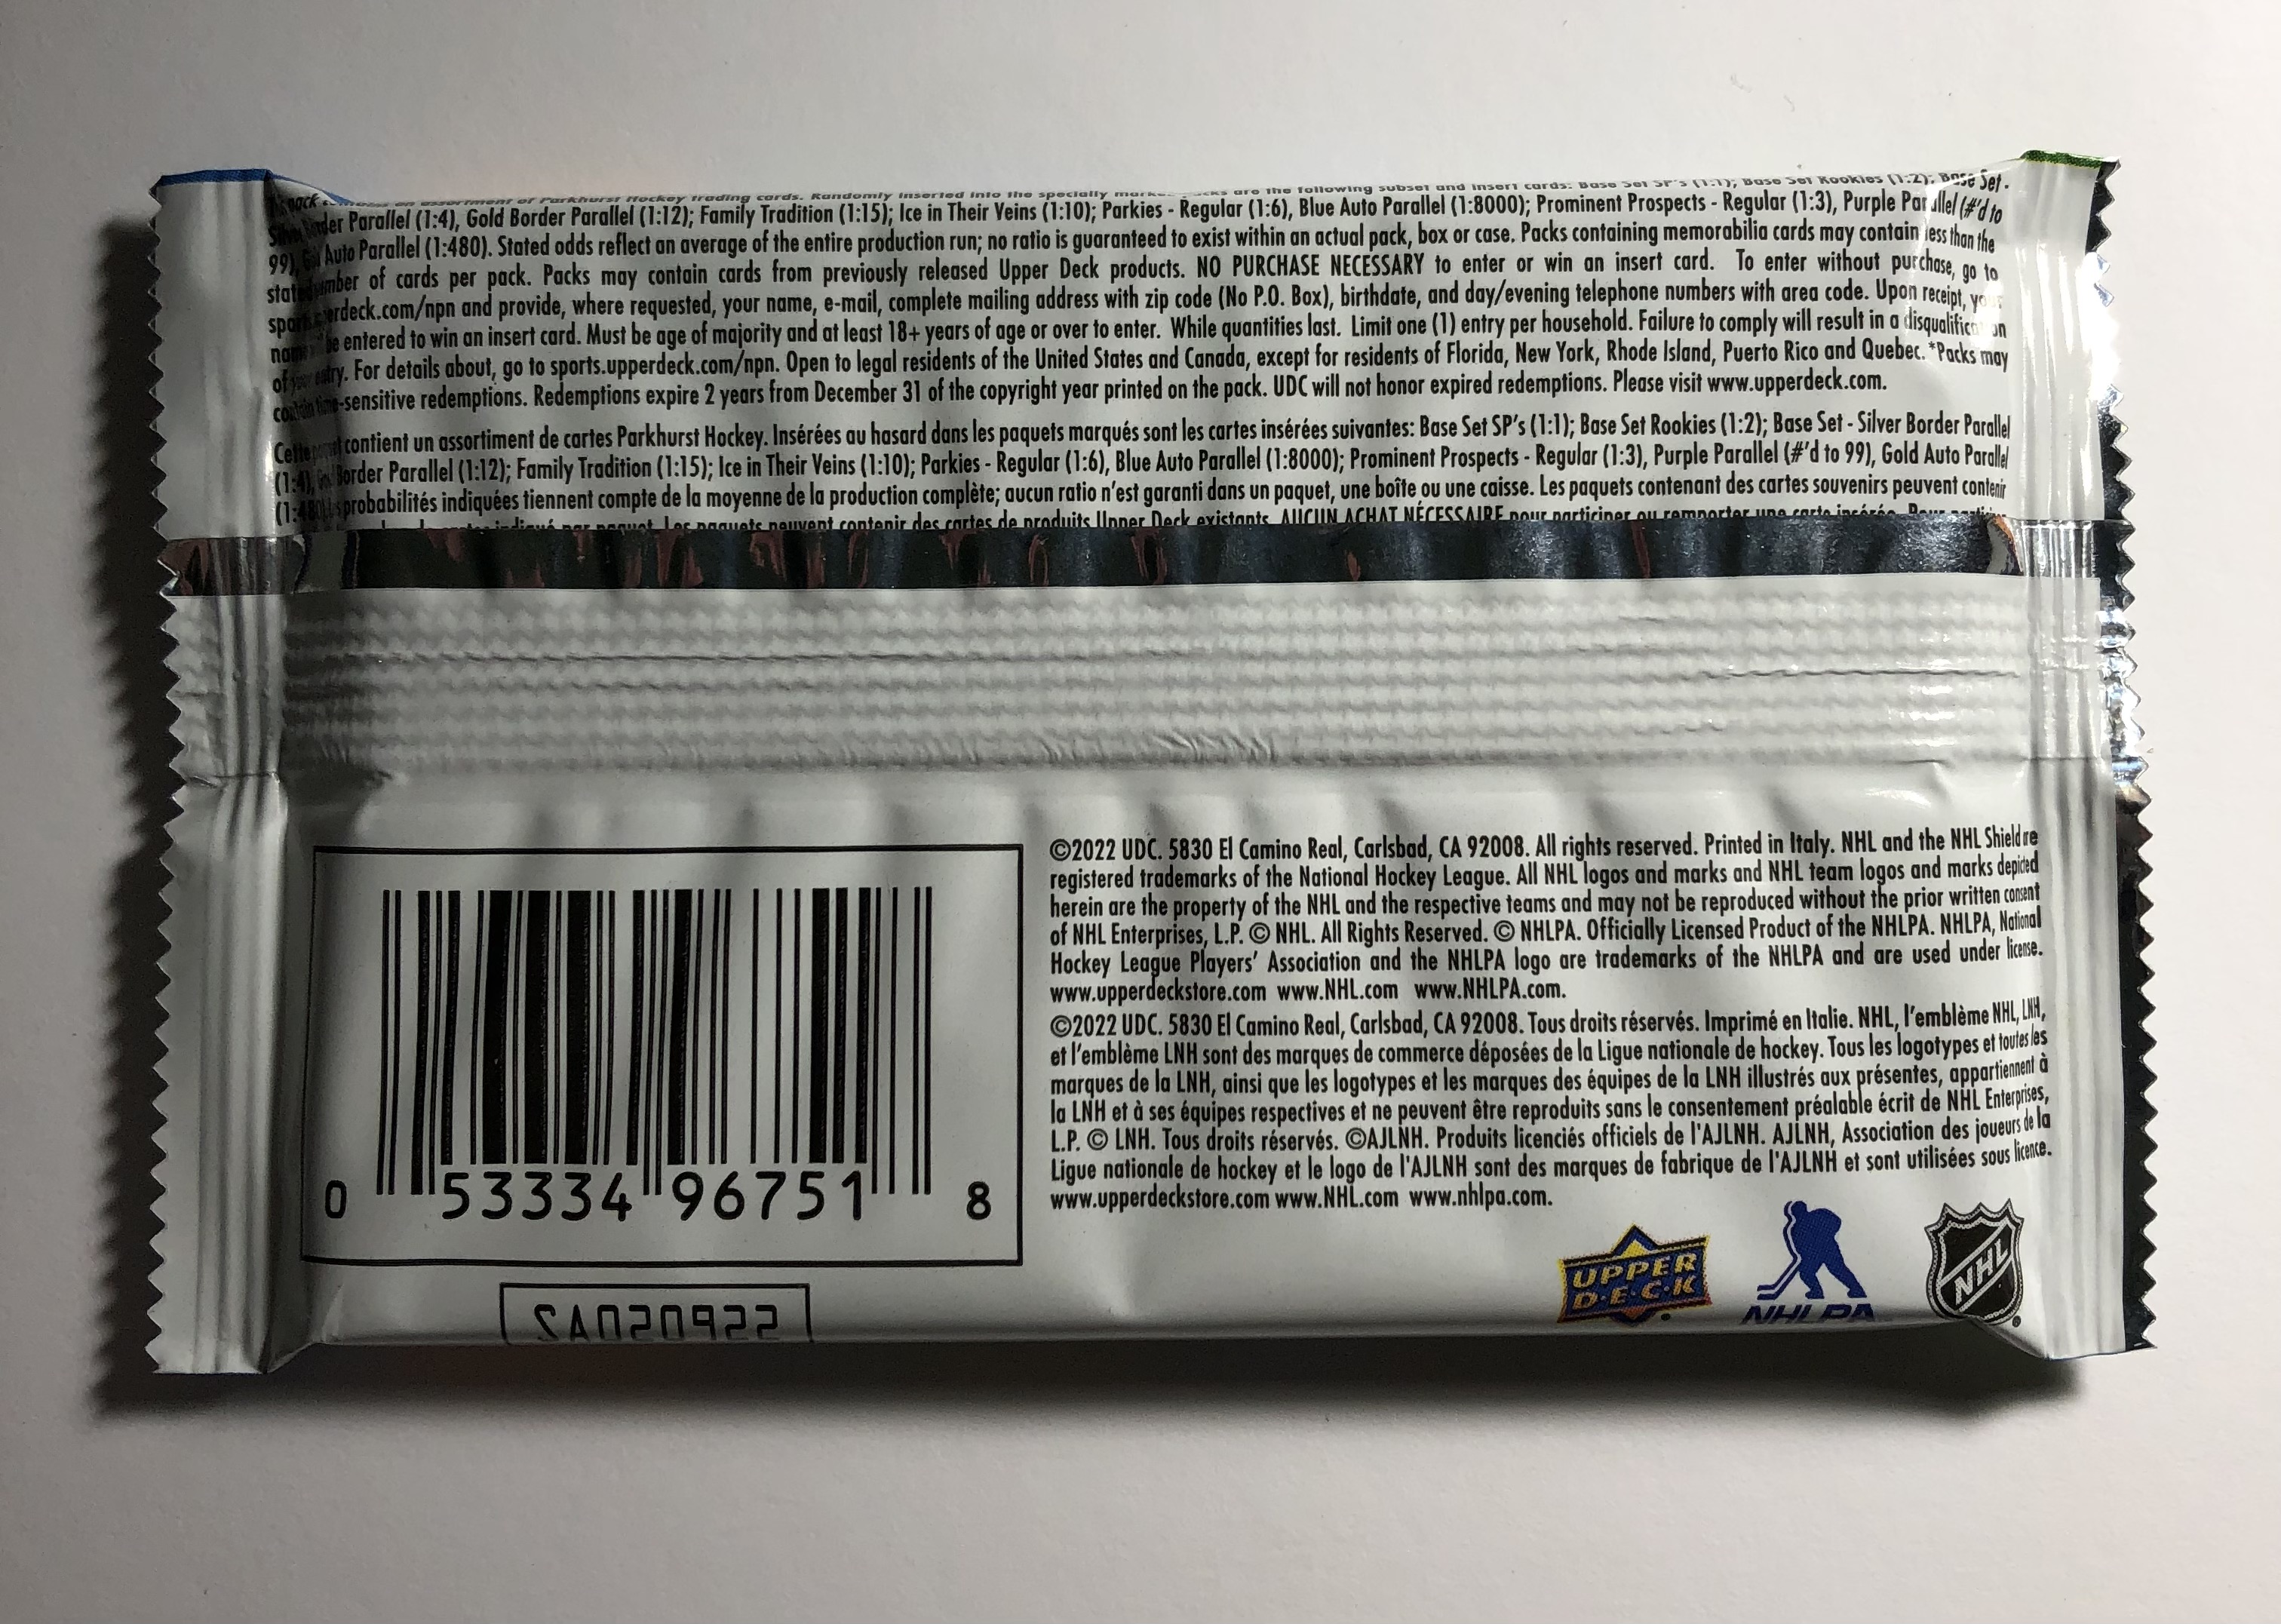 pack an assortment of Parkhurst Hockey trading cards. Randomly inserted into the specially are the following subset and insert cards: Base Set SP's (1:1); Base Set Rookies (1:2); Base Set -
Silver Border Parallel (1:4), Gold Border Parallel (1:12); Family Tradition (1:15); Ice in Their Veins (1:10); Parkies - Regular (1:6), Blue Auto Parallel (1:8000); Prominent Prospects - Regular (1:3), Purple Parallel (#'d to
99), Auto Parallel (1:480). Stated odds reflect an average of the entire production run; no ratio is guaranteed to exist within an actual pack, box or case. Packs containing memorabilia cards may contain less than the
stated number of cards per pack. Packs may contain cards from previously released Upper Deck products. NO PURCHASE NECESSARY to enter or win an insert card. To enter without purchase, go to
sports.upperdeck.com/npn and provide, where requested, your name, e-mail, complete mailing address with zip code (No P.O. Box), birthdate, and day/evening telephone numbers with area code. Upon receipt, your
name be entered to win an insert card. Must be age of majority and at least 18+ years of age or over to enter. While quantities last. Limit one (1) entry per household. Failure to comply will result in a disqualification
of your entry. For details about, go to sports.upperdeck.com/npn. Open to legal residents of the United States and Canada, except for residents of Florida, New York, Rhode Island, Puerto Rico and Quebec. *Packs may
contain time-sensitive redemptions. Redemptions expire 2 years from December 31 of the copyright year printed on the pack. UDC will not honor expired redemptions. Please visit www.upperdeck.com.
Cette contient un assortiment de cartes Parkhurst Hockey. Insérées au hasard dans les paquets marqués sont les cartes insérées suivantes: Base Set SP's (1:1); Base Set Rookies (1:2); Base Set - Silver Border Parallel
(1:4), Border Parallel (1:12); Family Tradition (1:15); Ice in Their Veins (1:10); Parkies - Regular (1:6), Blue Auto Parallel (1:8000); Prominent Prospects - Regular (1:3), Purple Parallel (#'d to 99), Gold Auto Parallel
(1:480). probabilités indiquées tiennent compte de la moyenne de la production complète; aucun ratio n'est garanti dans un paquet, une boîte ou une caisse. Les paquets contenant des cartes souvenirs peuvent contenir
de cartes indiqué par paquet. Les paquets peuvent contenir des cartes de produits Upper Deck existants. AUCUN ACHAT NÉCESSAIRE pour participer ou remporter une carte insérée. Pour
©2022 UDC. 5830 El Camino Real, Carlsbad, CA 92008. All rights reserved. Printed in Italy. NHL and the NHL Shield re
registered trademarks of the National Hockey League. All NHL logos and marks and NHL team logos and marks depicted
herein are the property of the NHL and the respective teams and may not be reproduced without the prior written consent
of NHL Enterprises, L.P. © NHL. All Rights Reserved. © NHLPA. Officially Licensed Product of the NHLPA. NHLPA, National
Hockey League Players' Association and the NHLPA logo are trademarks of the NHLPA and are used under license.
www.upperdeckstore.com www.NHL.com www.NHLPA.com.
©2022 UDC. 5830 El Camino Real, Carlsbad, CA 92008. Tous droits réservés. Imprimé en Italie. NHL, l'emblème NHL, LNH,
et l'emblème LNH sont des marques de commerce déposées de la Ligue nationale de hockey. Tous les logotypes et toutes les
marques de la LNH, ainsi que les logotypes et les marques des équipes de la LNH illustrés aux présentes, appartiennent à
la LNH et à ses équipes respectives et ne peuvent être reproduits sans le consentement préalable écrit de NHL Enterprises,
L.P. © LNH. Tous droits réservés. ©AJLNH. Produits licenciés officiels de l'AJLNH. AJLNH, Association des joueurs de la
Ligue nationale de hockey et le logo de l'AJLNH sont des marques de fabrique de l'AJLNH et sont utilisées sous licence.
www.upperdeckstore.com www.NHL.com www.nhlpa.com.
0 53334 96751 8
UPPER
D·E·C·K
NHLPA
NHL